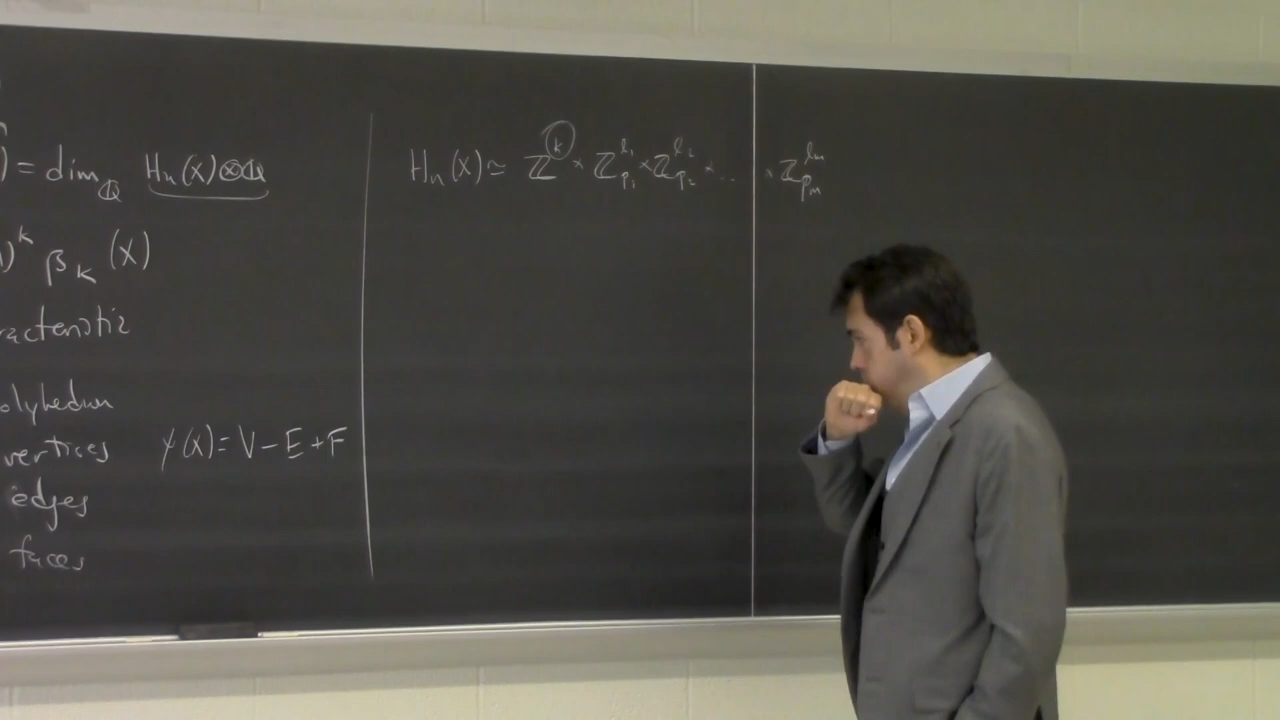 ) = dim_ℚ H_n(X)⊗ℚ
)^k β_k (X)
racteristic
olyhedron
vertices χ(X) = V − E + F
edges
faces
H_n(X) ≃ ℤ^k × ℤ_{p_1}^{l_1} × ℤ_{p_2}^{l_2} × ... × ℤ_{p_m}^{l_m}